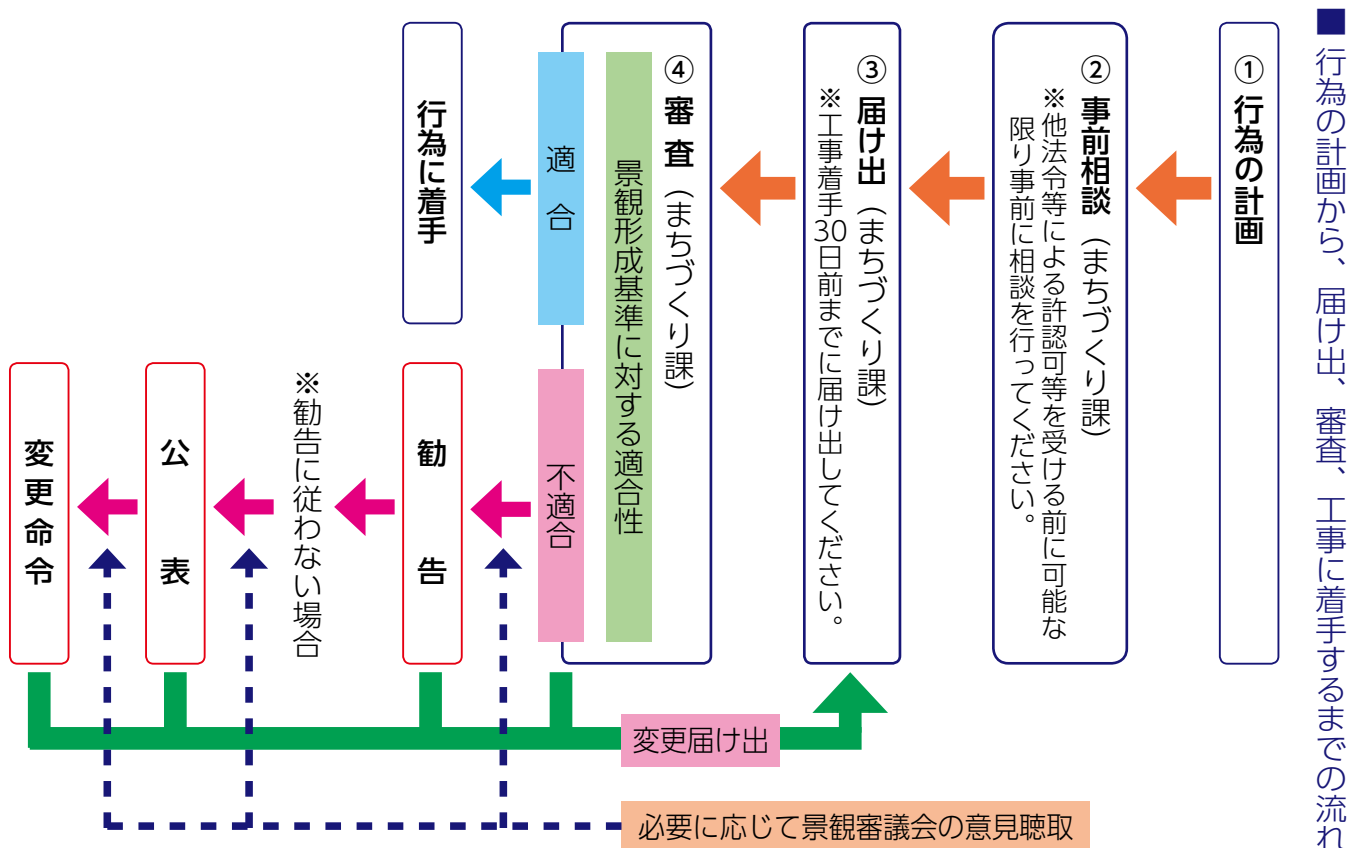 ■ 行為の計画から、届け出、審査、工事に着手するまでの流れ
① 行為の計画
② 事前相談（まちづくり課）
※他法令等による許認可等を受ける前に可能な
限り事前に相談を行ってください。
③ 届け出（まちづくり課）
※工事着手30日前までに届け出してください。
④ 審査（まちづくり課）
景観形成基準に対する適合性
適合
不適合
行為に着手
勧告
※勧告に従わない場合
公表
変更命令
変更届け出
必要に応じて景観審議会の意見聴取